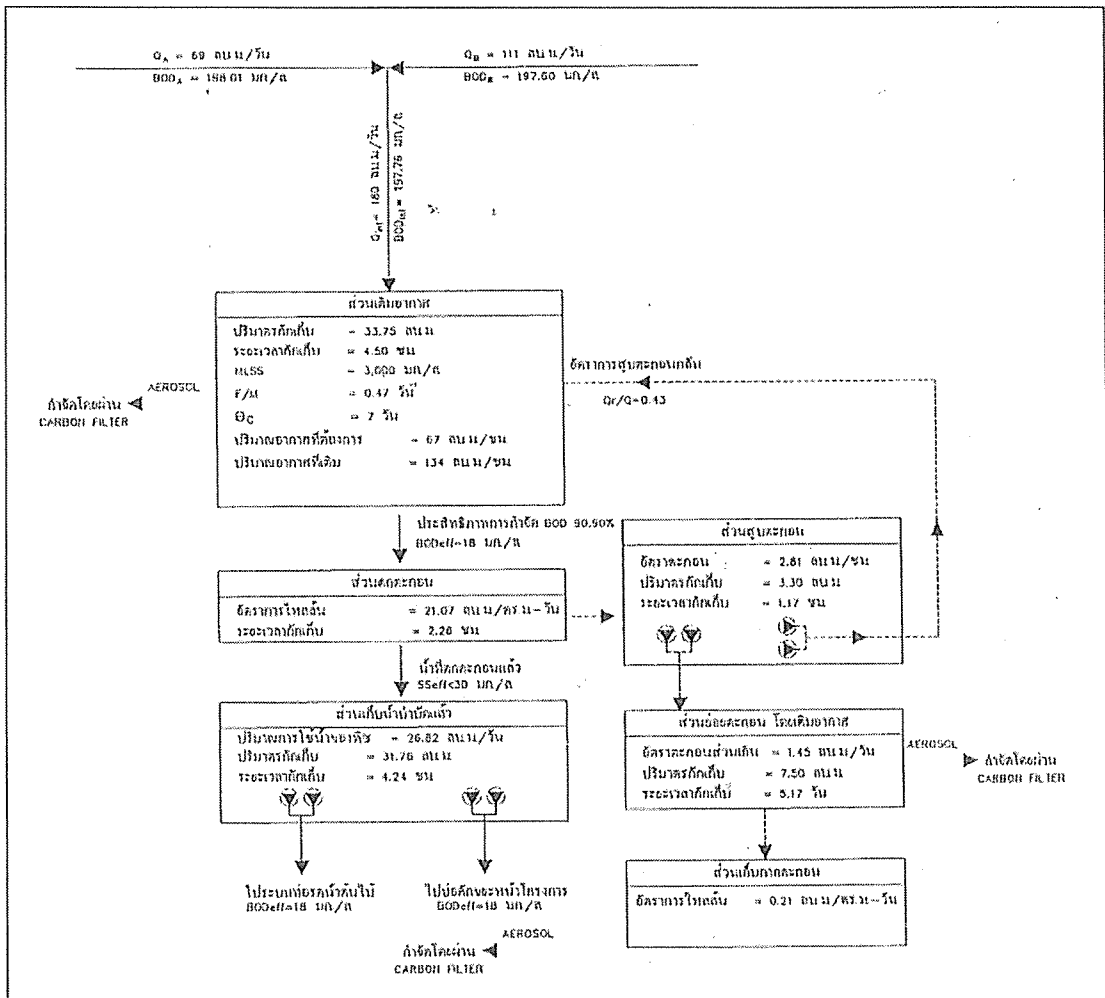 Q_A = 69 ลบ.ม/วัน
BOD_A = 198.01 มก/ล
Q_B = 111 ลบ.ม/วัน
BOD_B = 197.60 มก/ล
= 180 ลบ.ม/วัน
= 197.76 มก/ล
ส่วนเติมอากาศ
ปริมาตรกักเก็บ = 33.75 ลบ.ม
ระยะเวลากักเก็บ = 4.50 ชม
MLSS = 3,000 มก/ล
F/M = 0.47 วัน
Θc = 7 วัน
ปริมาณอากาศที่ต้องการ = 67 ลบ.ม/ชม
ปริมาณอากาศที่เติม = 134 ลบ.ม/ชม
AEROSOL
กำจัดโดยผ่าน
CARBON FILTER
อัตราการสูบตะกอนกลับ
Qr/Q=0.43
ประสิทธิภาพการกำจัด BOD 90.90%
BODeff=18 มก/ล
ส่วนตกตะกอน
อัตราการไหลล้น = 21.07 ลบ.ม/ตร.ม-วัน
ระยะเวลากักเก็บ = 2.26 ชม
ส่วนสูบตะกอน
อัตราตะกอน = 2.81 ลบ.ม/ชม
ปริมาตรกักเก็บ = 3.30 ลบ.ม
ระยะเวลากักเก็บ = 1.17 ชม
น้ำที่ตกตะกอนแล้ว
SSeff<30 มก/ล
ส่วนเก็บน้ำบำบัดแล้ว
= 26.82 ลบ.ม/วัน
ปริมาตรกักเก็บ = 31.76 ลบ.ม
ระยะเวลากักเก็บ = 4.24 ชม
ส่วนย่อยตะกอน โดยเติมอากาศ
อัตราตะกอนส่วนเกิน = 1.45 ลบ.ม/วัน
ปริมาตรกักเก็บ = 7.50 ลบ.ม
ระยะเวลากักเก็บ = 5.17 วัน
AEROSOL
กำจัดโดยผ่าน
CARBON FILTER
ไประบบท่อรดน้ำต้นไม้
BODeff=18 มก/ล
ไปบ่อดักขยะหน้าโครงการ
BODeff=18 มก/ล
AEROSOL
กำจัดโดยผ่าน
CARBON FILTER
ส่วนเก็บกากตะกอน
อัตราการไหลล้น = 0.21 ลบ.ม/ตร.ม-วัน